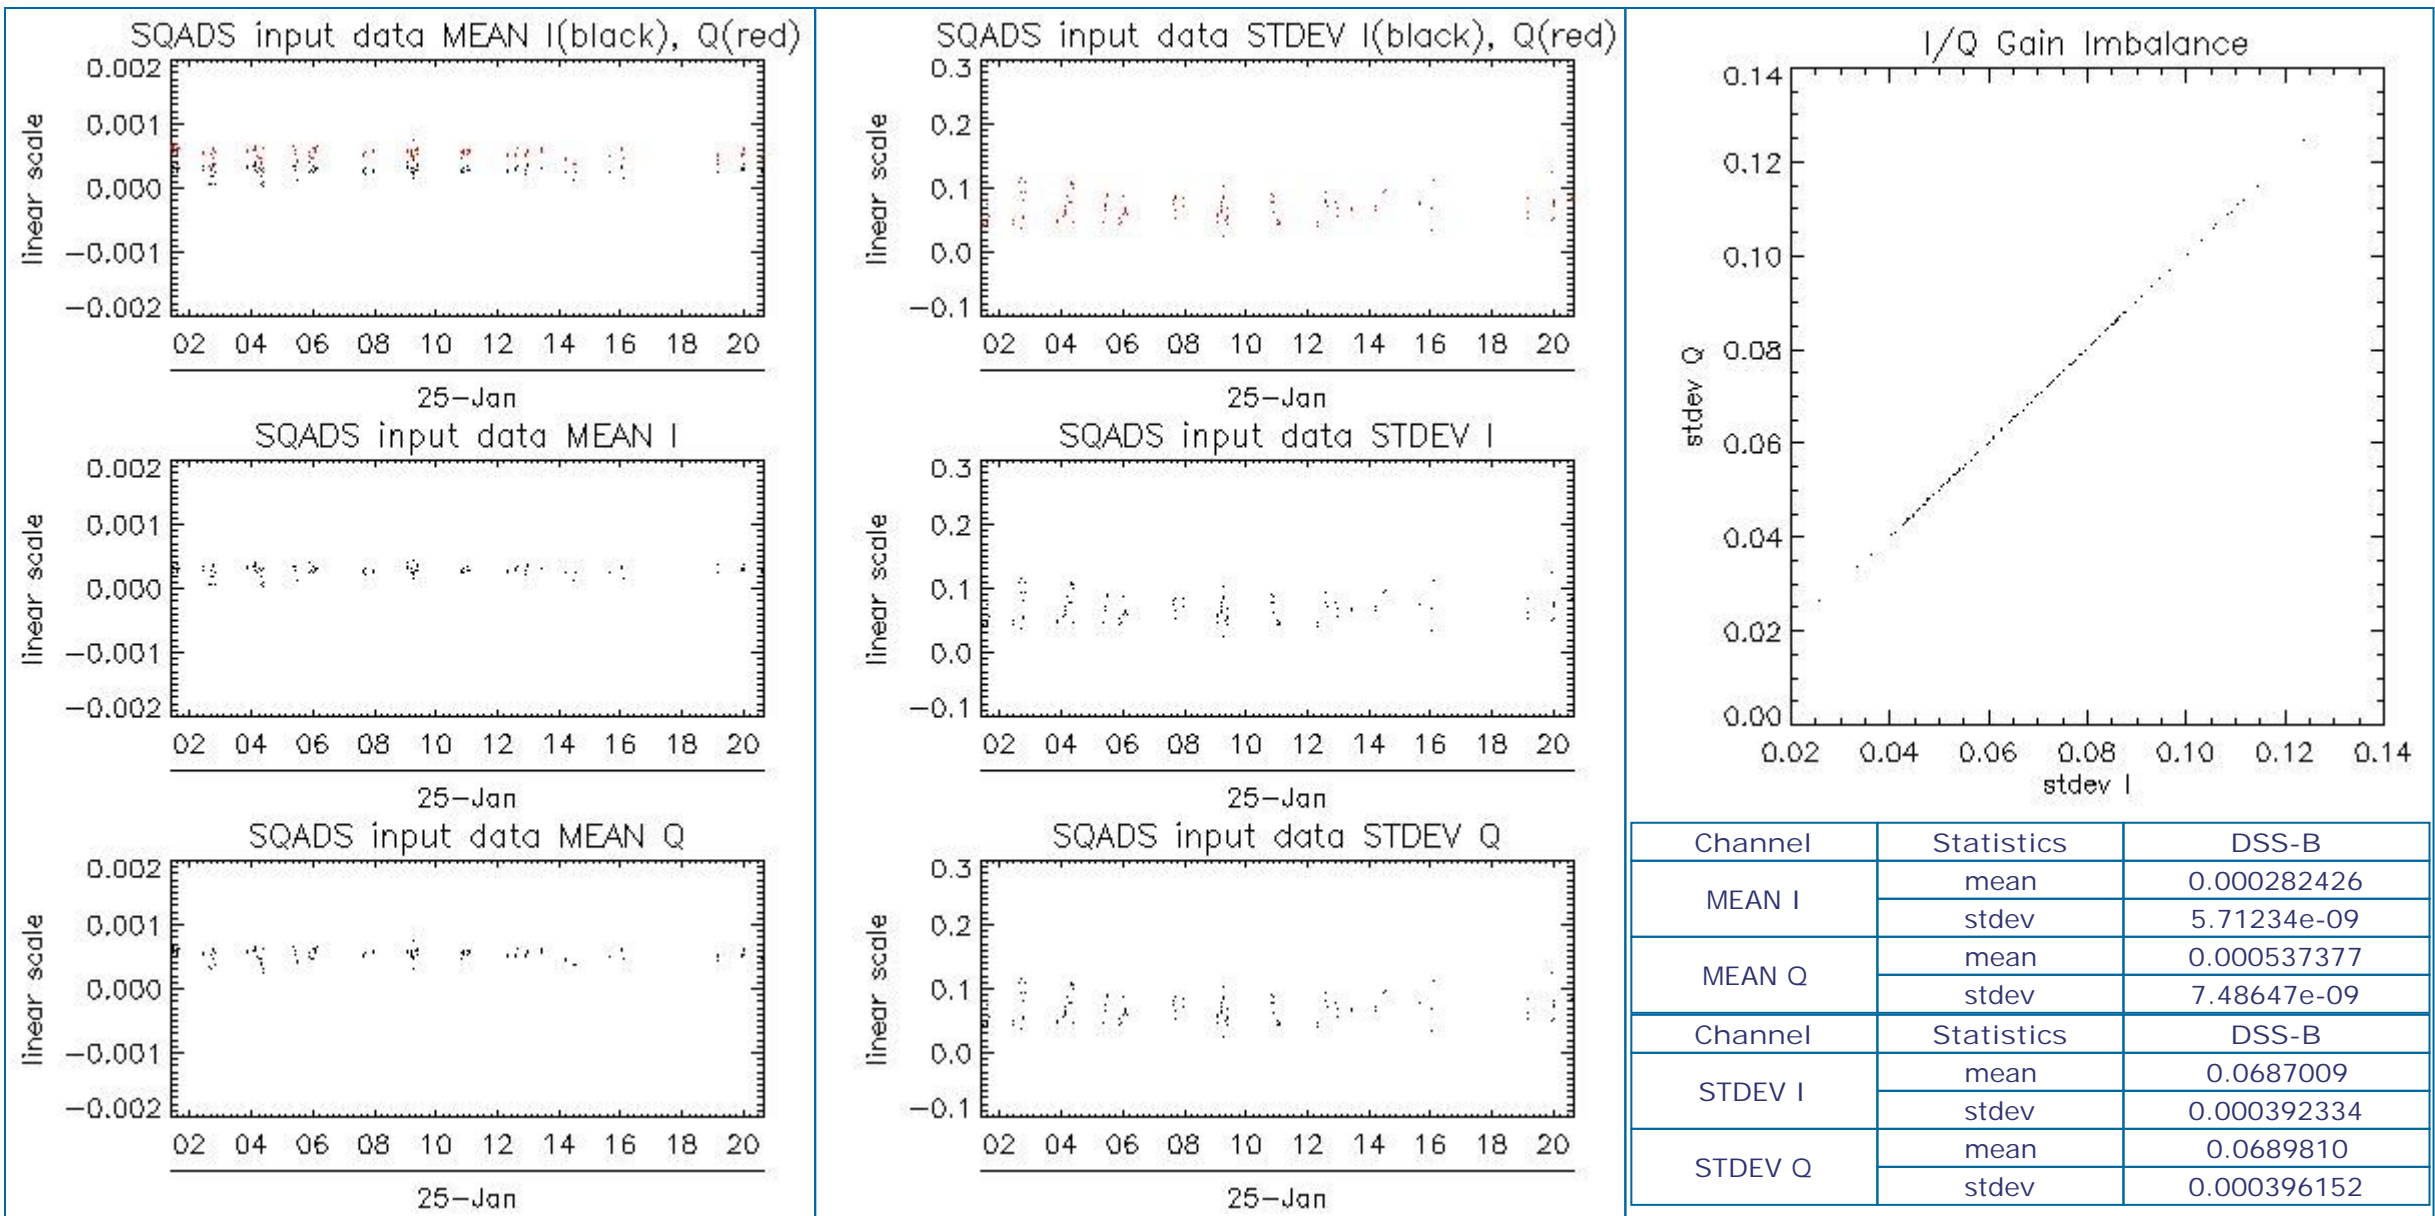 SQADS input data MEAN I(black), Q(red)
linear scale
0.002
0.001
0.000
−0.001
−0.002
02 04 06 08 10 12 14 16 18 20
25−Jan
SQADS input data MEAN I
linear scale
0.002
0.001
0.000
−0.001
−0.002
02 04 06 08 10 12 14 16 18 20
25−Jan
SQADS input data MEAN Q
linear scale
0.002
0.001
0.000
−0.001
−0.002
02 04 06 08 10 12 14 16 18 20
25−Jan
SQADS input data STDEV I(black), Q(red)
linear scale
0.3
0.2
0.1
0.0
−0.1
02 04 06 08 10 12 14 16 18 20
25−Jan
SQADS input data STDEV I
linear scale
0.3
0.2
0.1
0.0
−0.1
02 04 06 08 10 12 14 16 18 20
25−Jan
SQADS input data STDEV Q
linear scale
0.3
0.2
0.1
0.0
−0.1
02 04 06 08 10 12 14 16 18 20
25−Jan
I/Q Gain Imbalance
stdev Q
0.14
0.12
0.10
0.08
0.06
0.04
0.02
0.00
0.02 0.04 0.06 0.08 0.10 0.12 0.14
stdev I
Channel Statistics DSS-B
MEAN I mean 0.000282426
stdev 5.71234e-09
MEAN Q mean 0.000537377
stdev 7.48647e-09
Channel Statistics DSS-B
STDEV I mean 0.0687009
stdev 0.000392334
STDEV Q mean 0.0689810
stdev 0.000396152